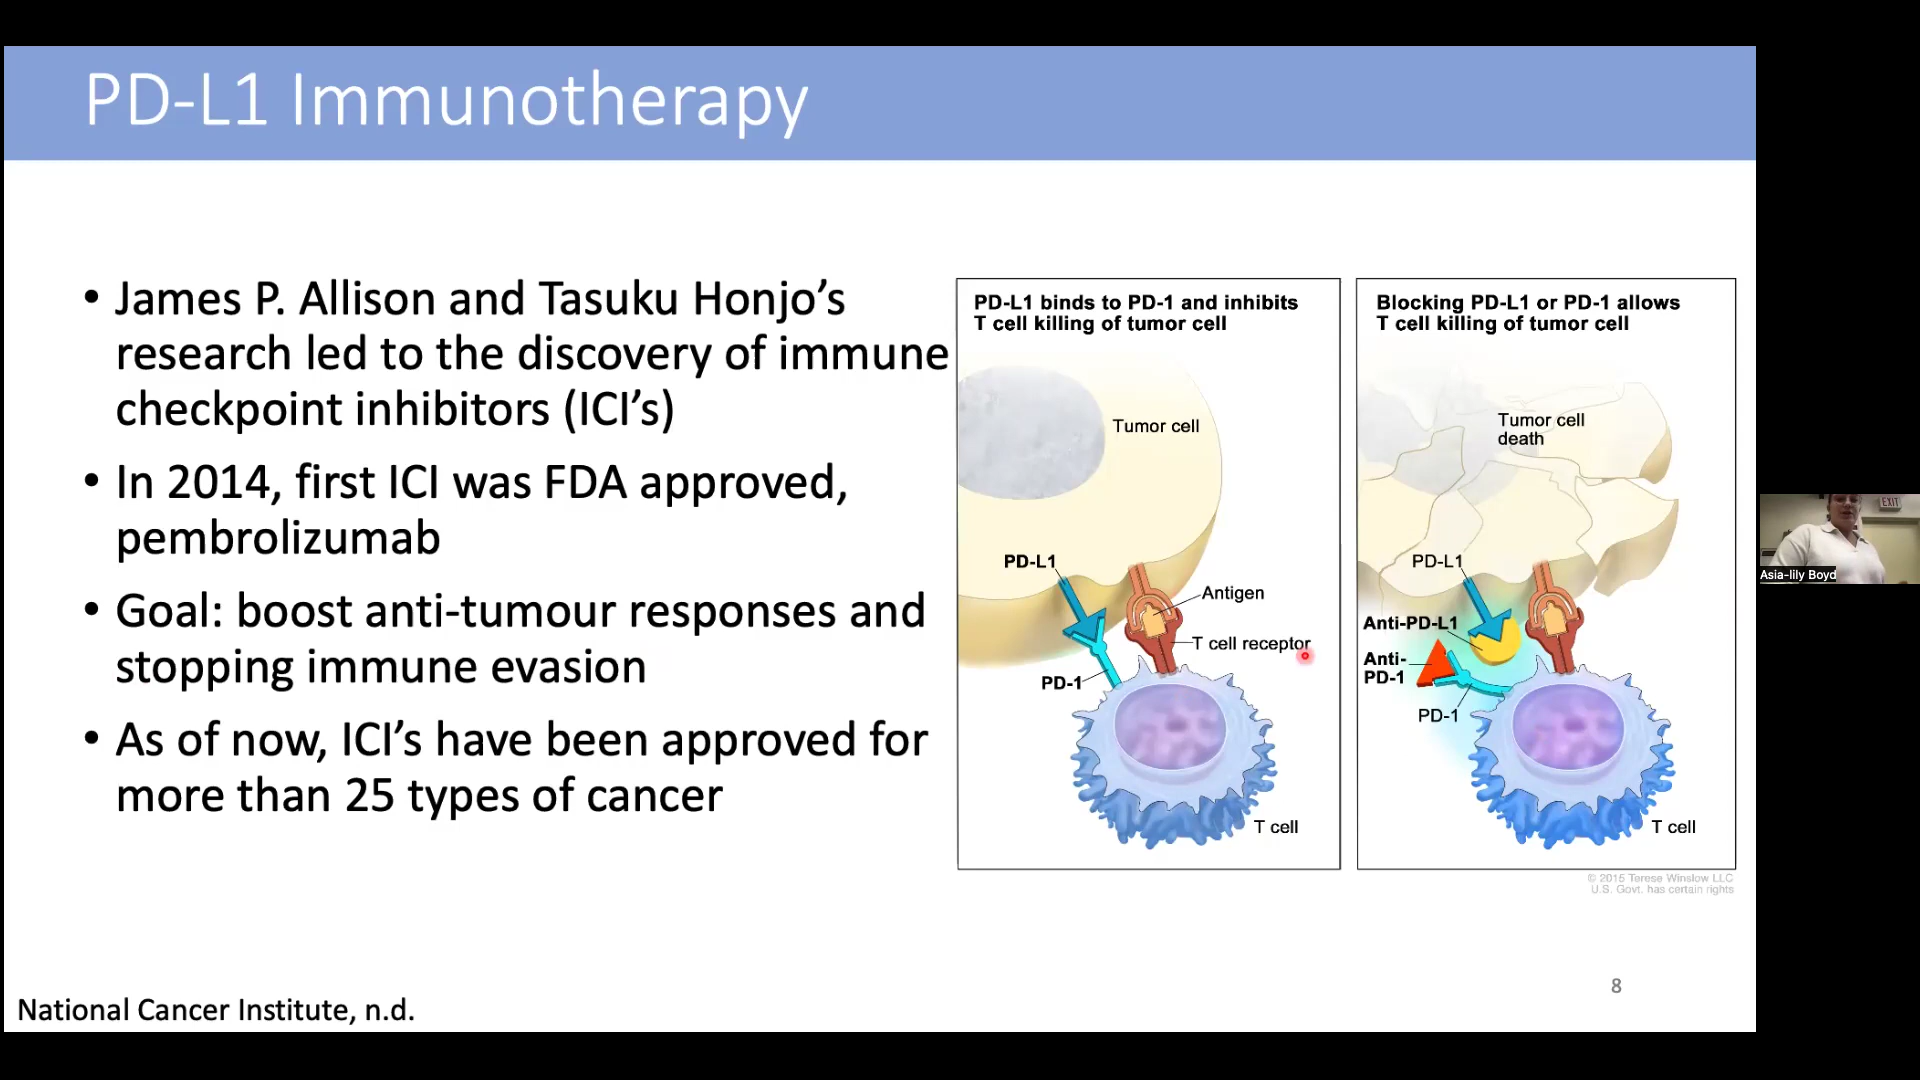 PD-L1 Immunotherapy
• James P. Allison and Tasuku Honjo's
research led to the discovery of immune
checkpoint inhibitors (ICI's)
• In 2014, first ICI was FDA approved,
pembrolizumab
• Goal: boost anti-tumour responses and
stopping immune evasion
• As of now, ICI's have been approved for
more than 25 types of cancer
PD-L1 binds to PD-1 and inhibits
T cell killing of tumor cell
Tumor cell
PD-L1
Antigen
T cell receptor
PD-1
T cell
Blocking PD-L1 or PD-1 allows
T cell killing of tumor cell
Tumor cell
death
PD-L1
Anti-PD-L1
Anti-
PD-1
PD-1
T cell
© 2015 Terese Winslow LLC
U.S. Govt. has certain rights
EXIT
Asia-lily Boyd
8
National Cancer Institute, n.d.